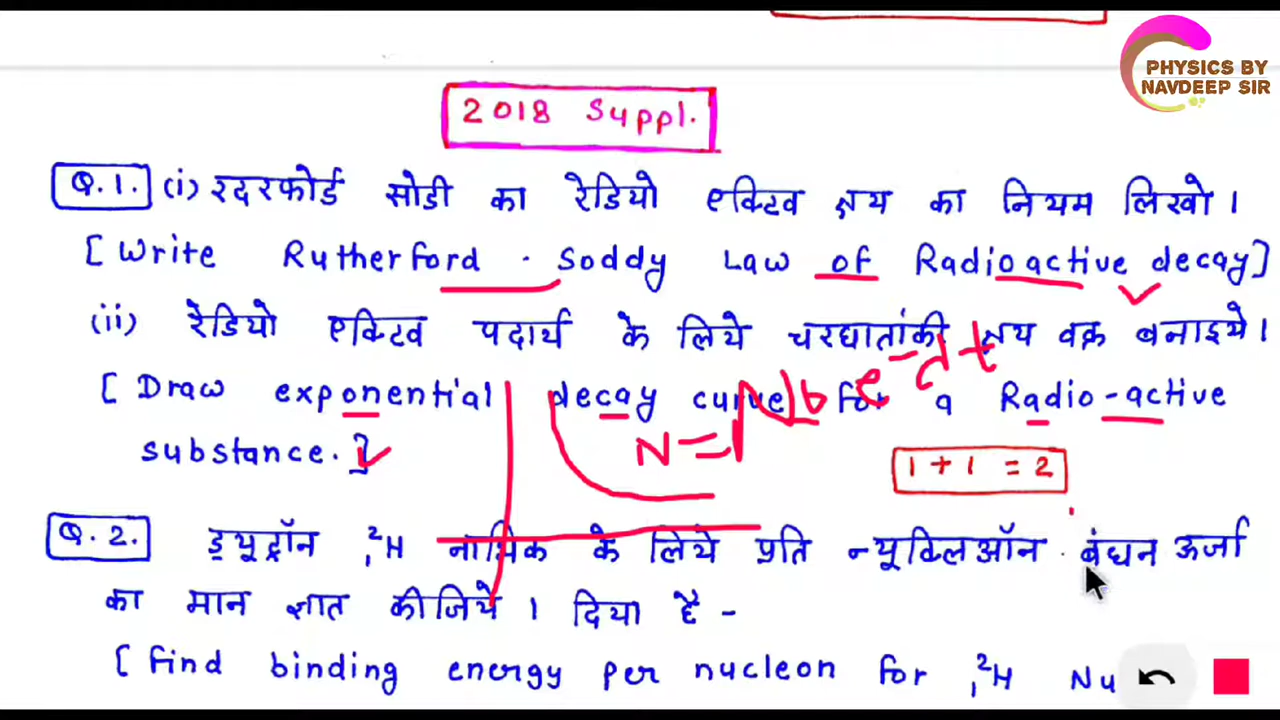 PHYSICS BY
NAVDEEP SIR
2018 Suppl.
Q.1. (i) रदरफोर्ड सोडी का रेडियो एक्टिव क्षय का नियम लिखो।
[Write Rutherford. Soddy Law of Radioactive decay]
(ii) रेडियो एक्टिव पदार्थ के लिये चरघातांकी क्षय वक्र बनाइये।
[Draw exponential decay curve for a Radio-active
substance.]
N = N₀ e^-λt
1 + 1 = 2
Q.2. ड्यूट्रॉन ₁²H नाभिक के लिये प्रति न्यूक्लिऑन बंधन ऊर्जा
का मान ज्ञात कीजिये। दिया है -
[find binding energy per nucleon for ₁²H Nu